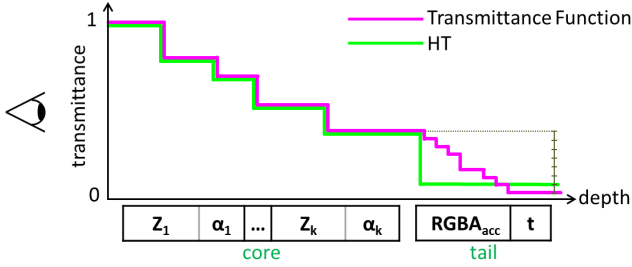 1
Transmittance Function
HT
transmittance
0
depth
Z1 α1 ... Zk αk RGBAacc t
core tail